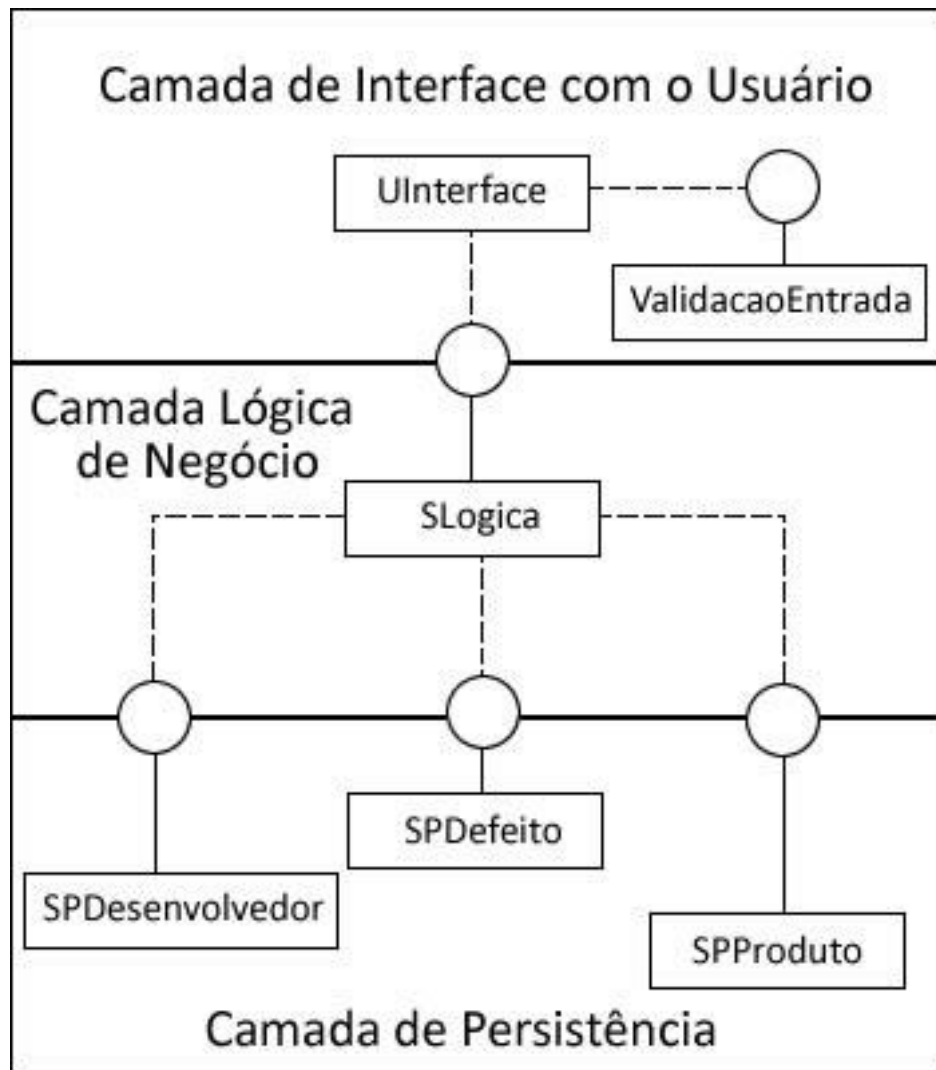 Camada de Interface com o Usuário
UInterface
ValidacaoEntrada
Camada Lógica
de Negócio
SLogica
SPDefeito
SPDesenvolvedor
SPProduto
Camada de Persistência